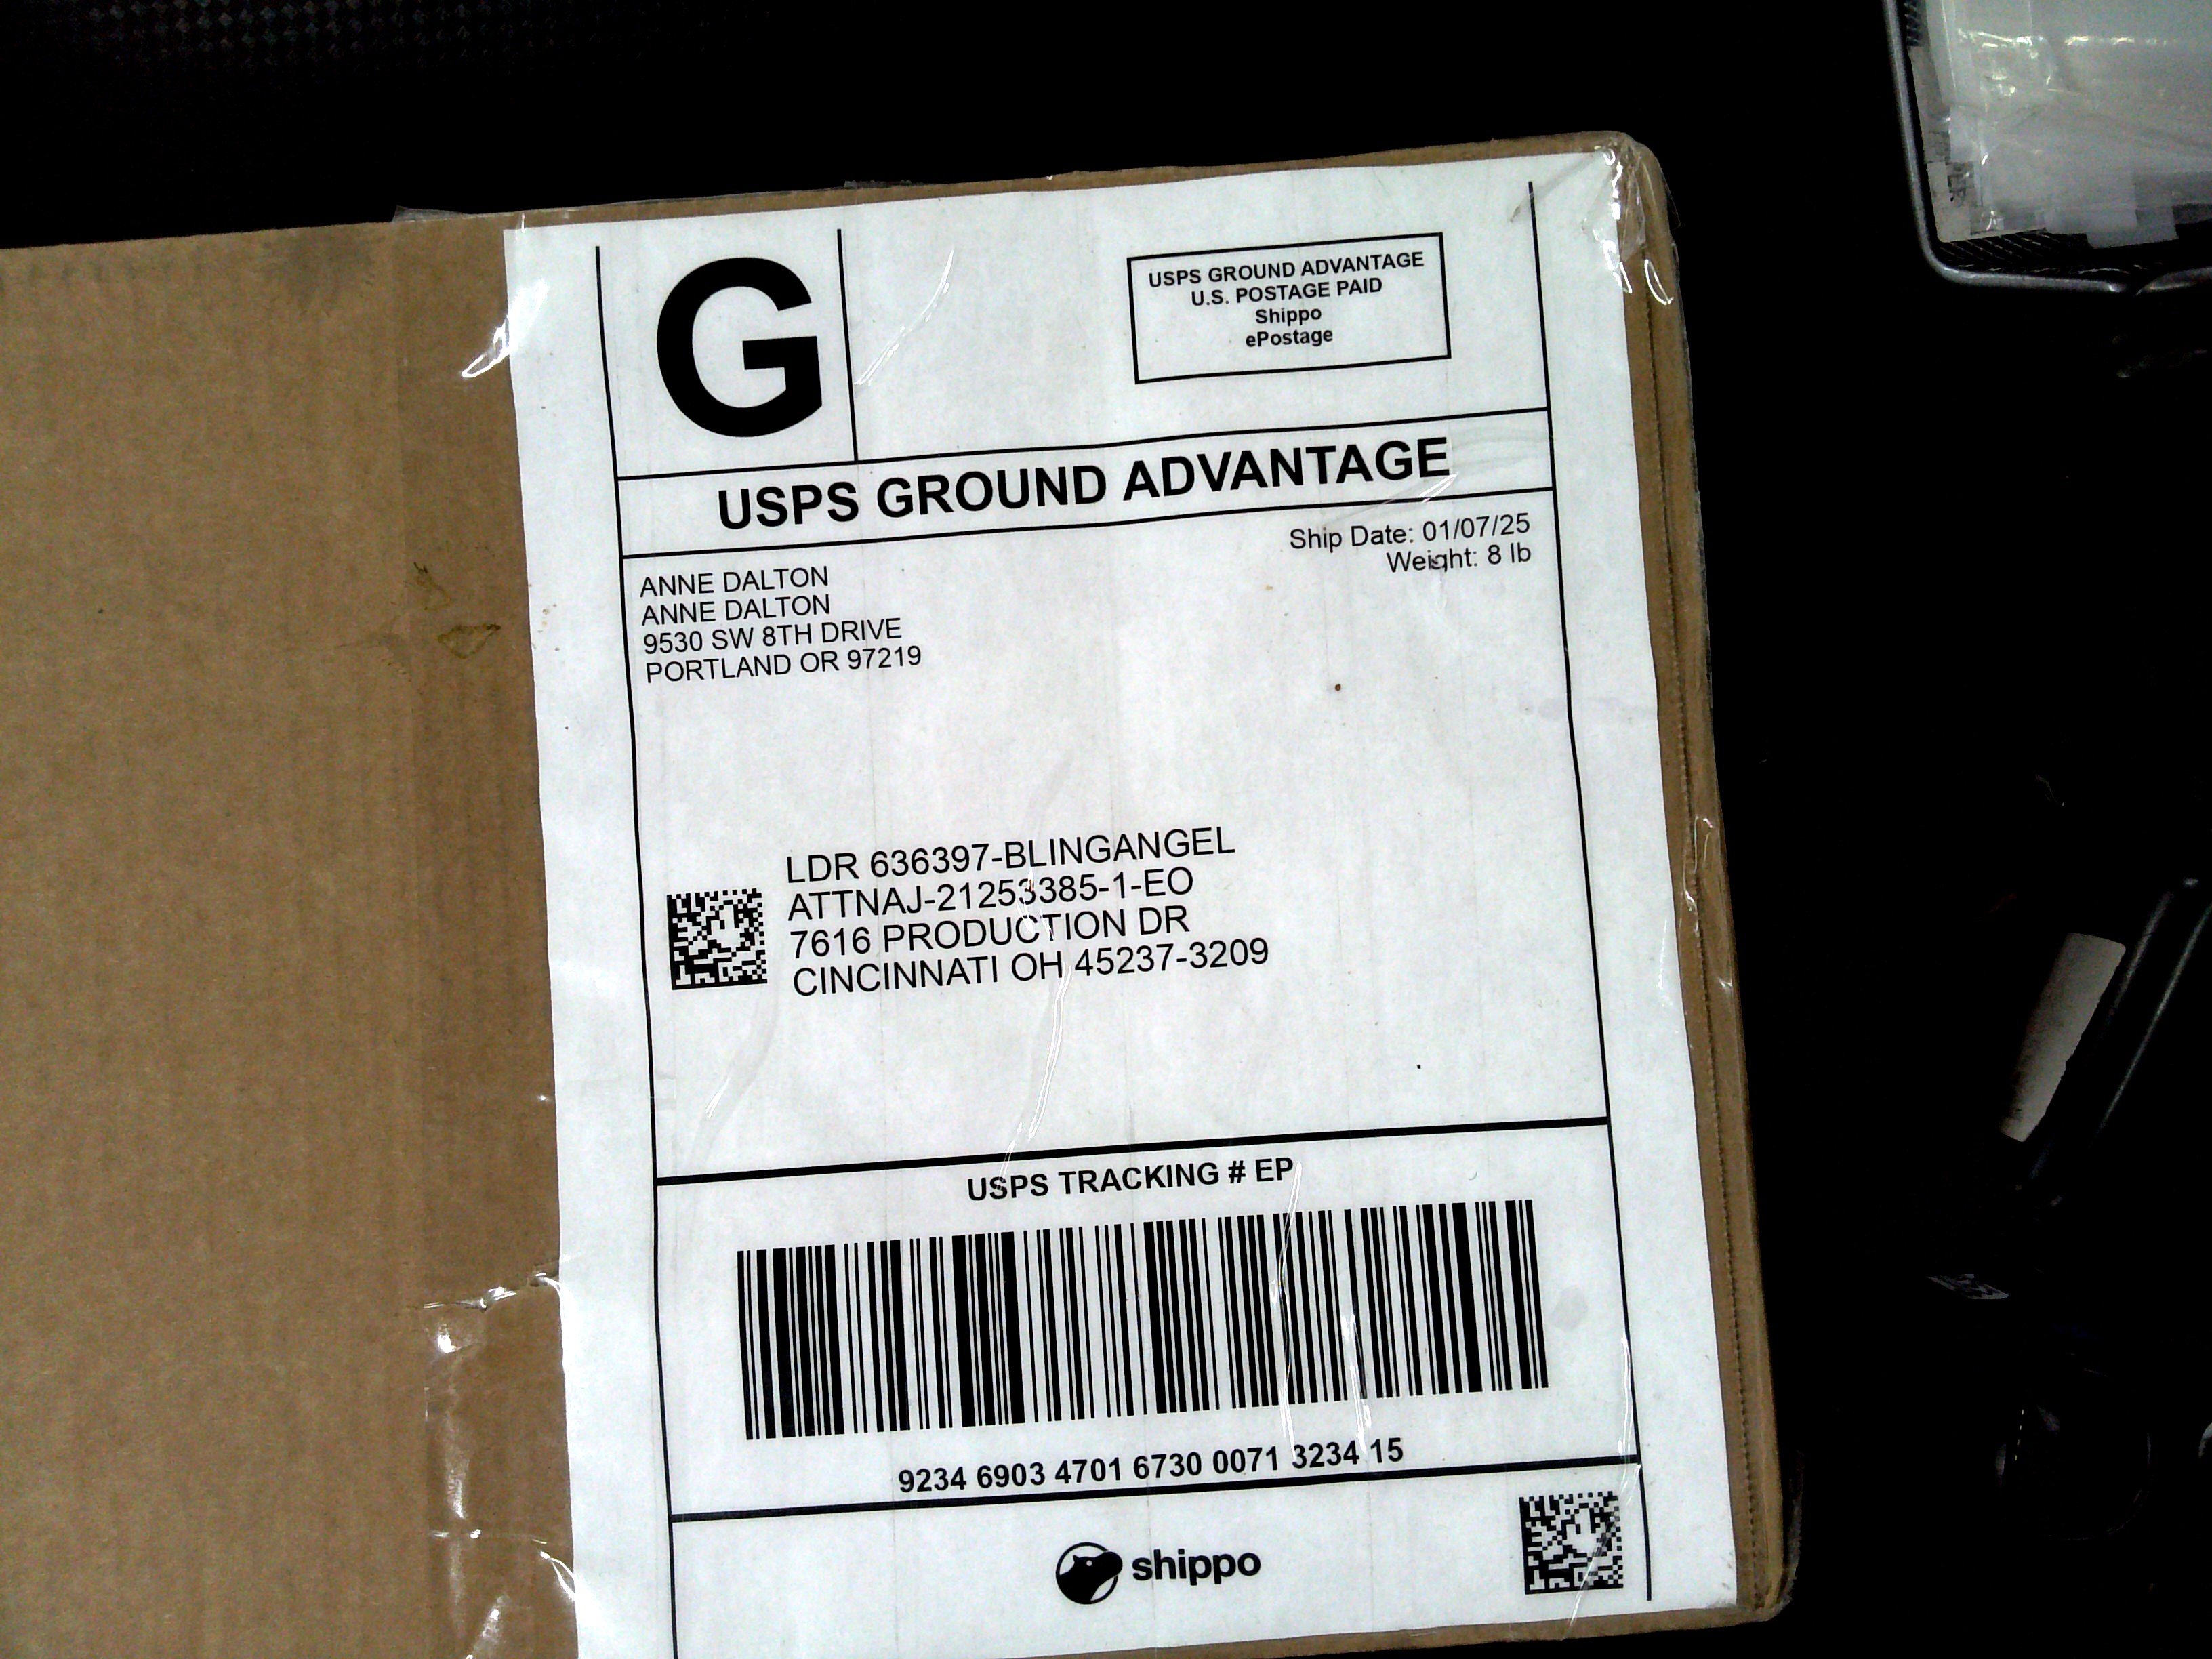 G
USPS GROUND ADVANTAGE
U.S. POSTAGE PAID
Shippo
ePostage
USPS GROUND ADVANTAGE
Ship Date: 01/07/25
Weight: 8 lb
ANNE DALTON
ANNE DALTON
9530 SW 8TH DRIVE
PORTLAND OR 97219
LDR 636397-BLINGANGEL
ATTNAJ-21253385-1-EO
7616 PRODUCTION DR
CINCINNATI OH 45237-3209
USPS TRACKING # EP
9234 6903 4701 6730 0071 3234 15
shippo